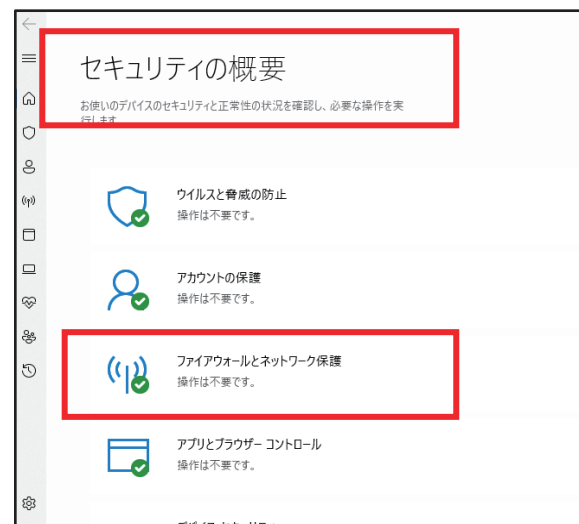 セキュリティの概要
お使いのデバイスのセキュリティと正常性の状況を確認し、必要な操作を実
行します
ウイルスと脅威の防止
操作は不要です。
アカウントの保護
操作は不要です。
ファイアウォールとネットワーク保護
操作は不要です。
アプリとブラウザー コントロール
操作は不要です。